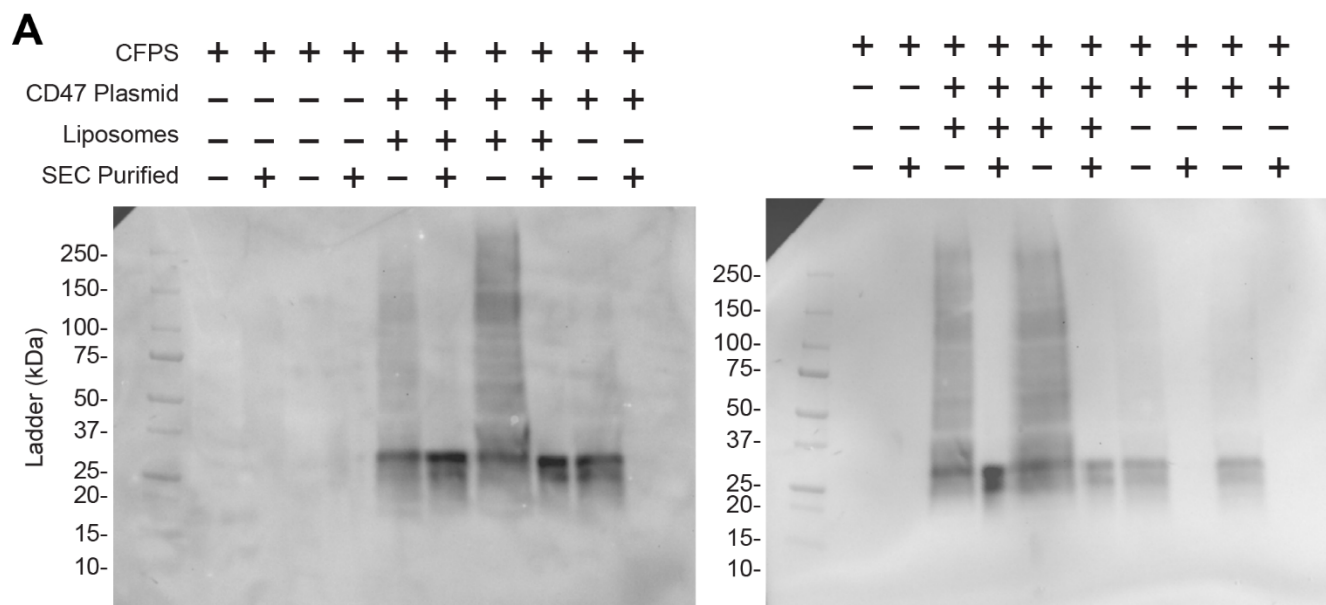 A
CFPS + + + + + + + + + +
CD47 Plasmid − − − − + + + + + +
Liposomes − − − − + + + + − −
SEC Purified − + − + − + − + − +
Ladder (kDa)
250-
150-
100-
75-
50-
37-
25-
20-
15-
10-
+ + + + + + + + + +
− − + + + + + + + +
− − + + + + − − − −
− + − + − + − + − +
250-
150-
100-
75-
50-
37-
25-
20-
15-
10-